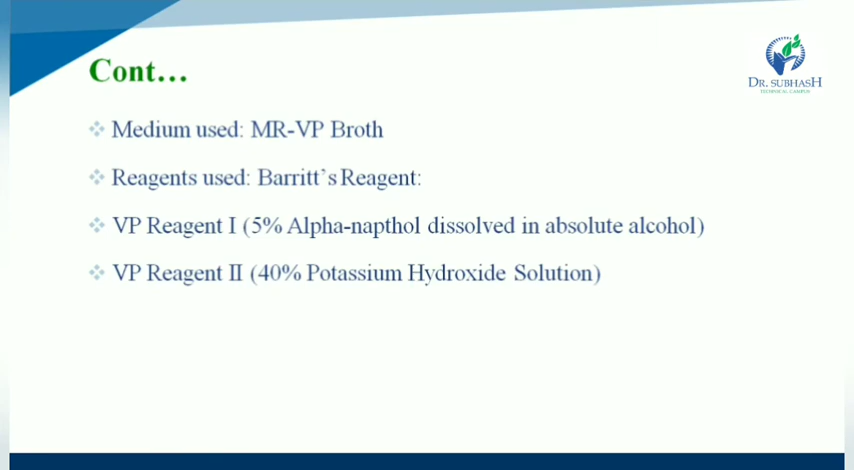 Cont…
DR. SUBHASH
TECHNICAL CAMPUS
Medium used: MR-VP Broth
Reagents used: Barritt's Reagent:
VP Reagent I (5% Alpha-napthol dissolved in absolute alcohol)
VP Reagent II (40% Potassium Hydroxide Solution)